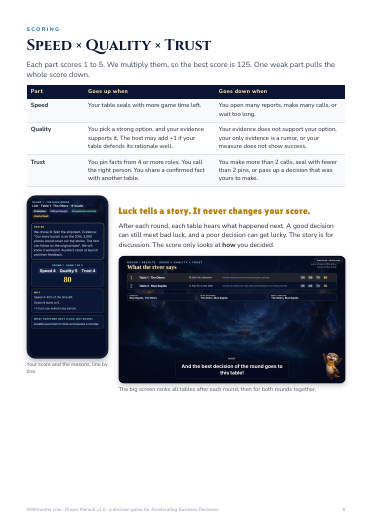 SCORING
SPEED × QUALITY × TRUST
Each part scores 1 to 5. We multiply them, so the best score is 125. One weak part pulls the
whole score down.
Part Goes up when Goes down when
Speed Your table seals with more game time left. You open many reports, make many calls, or
wait too long.
Quality You pick a strong option, and your evidence
supports it. The host may add +1 if your
table defends its rationale well.
Your evidence does not support your option,
your only evidence is a rumor, or your
measure does not show success.
Trust You pin facts from 4 or more roles. You call
the right person. You share a confirmed fact
with another table.
You make more than 2 calls, seal with fewer
than 2 pins, or pass up a decision that was
yours to make.
Speed 4 Quality 5 Trust 4
80
Your score and the reasons, line by
line.
Luck tells a story. It never changes your score.
After each round, each table hears what happened next. A good decision
can still meet bad luck, and a poor decision can get lucky. The story is for
discussion. The score only looks at how you decided.
What the river says
1 Table 1 · The Otters
2 Table 2 · Blue Rapids
And the best decision of the round goes to
this table!
The big screen ranks all tables after each round, then for both rounds together.
Whitewater Line · Player Manual v1.0 · a decision game for Accelerating Business Decisions
6